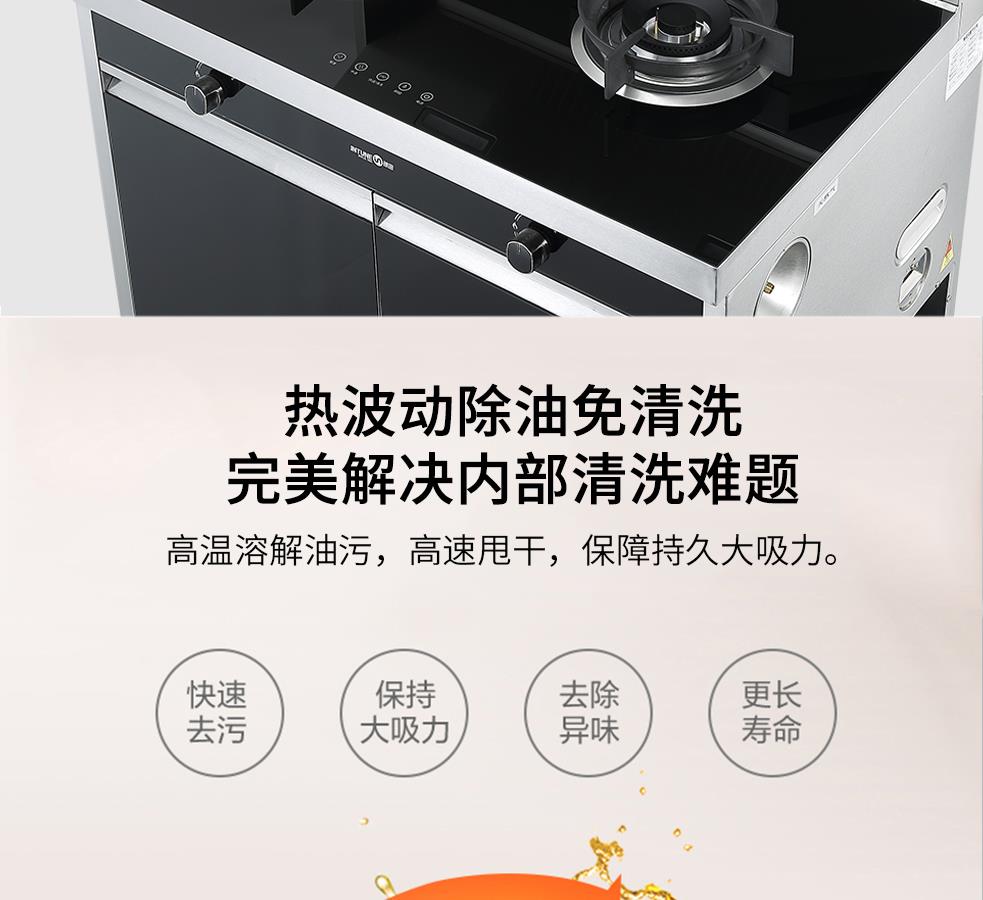 热波动除油免清洗
完美解决内部清洗难题
高温溶解油污，高速甩干，保障持久大吸力。
快速
去污
保持
大吸力
去除
异味
更长
寿命